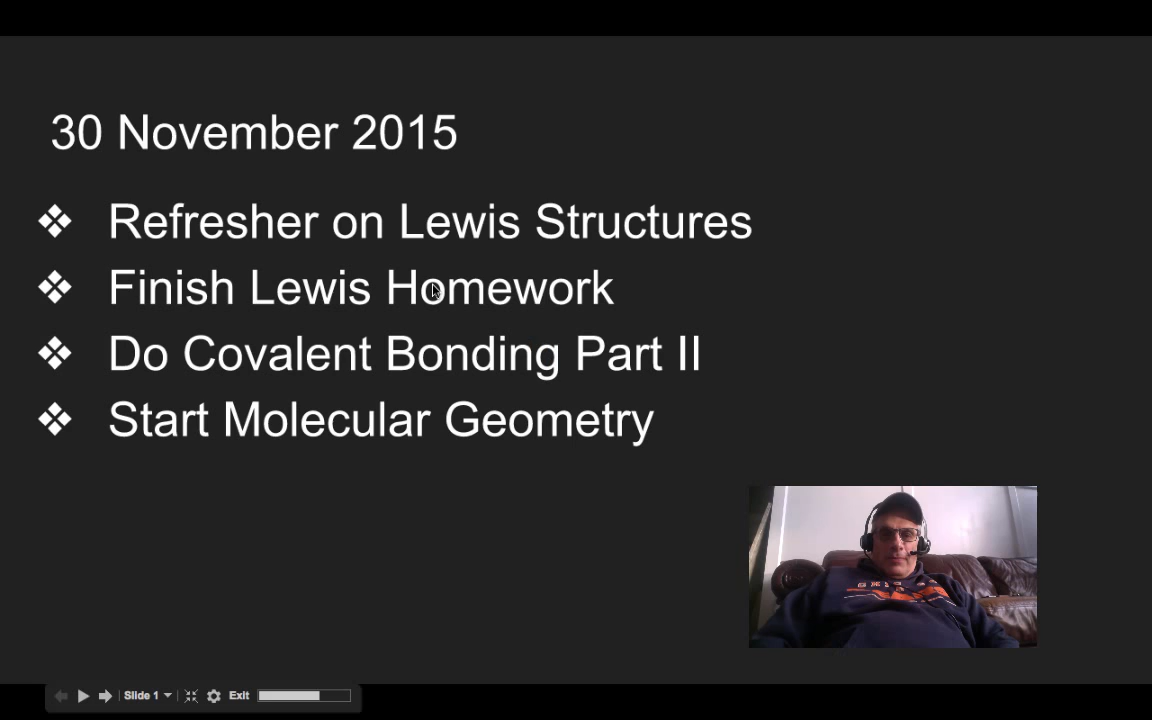 30 November 2015
❖ Refresher on Lewis Structures
❖ Finish Lewis Homework
❖ Do Covalent Bonding Part II
❖ Start Molecular Geometry
Slide 1
Exit